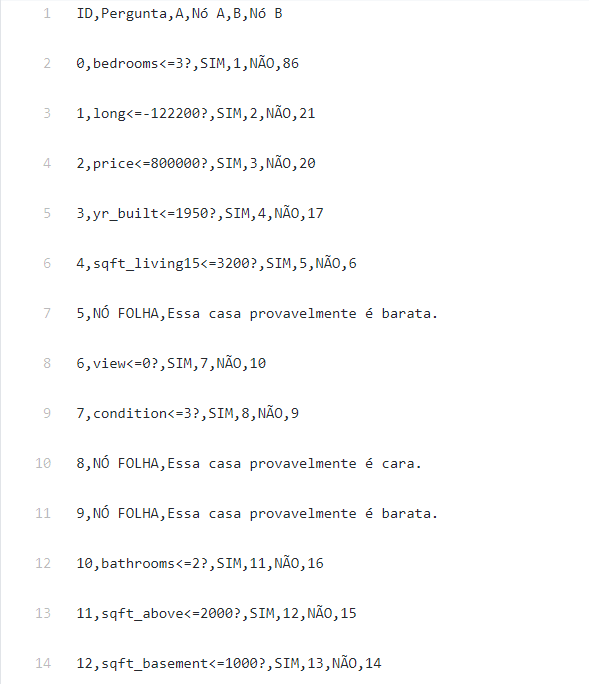 1 ID,Pergunta,A,Nó A,B,Nó B
2 0,bedrooms<=3?,SIM,1,NÃO,86
3 1,long<=-122200?,SIM,2,NÃO,21
4 2,price<=800000?,SIM,3,NÃO,20
5 3,yr_built<=1950?,SIM,4,NÃO,17
6 4,sqft_living15<=3200?,SIM,5,NÃO,6
7 5,NÓ FOLHA,Essa casa provavelmente é barata.
8 6,view<=0?,SIM,7,NÃO,10
9 7,condition<=3?,SIM,8,NÃO,9
10 8,NÓ FOLHA,Essa casa provavelmente é cara.
11 9,NÓ FOLHA,Essa casa provavelmente é barata.
12 10,bathrooms<=2?,SIM,11,NÃO,16
13 11,sqft_above<=2000?,SIM,12,NÃO,15
14 12,sqft_basement<=1000?,SIM,13,NÃO,14